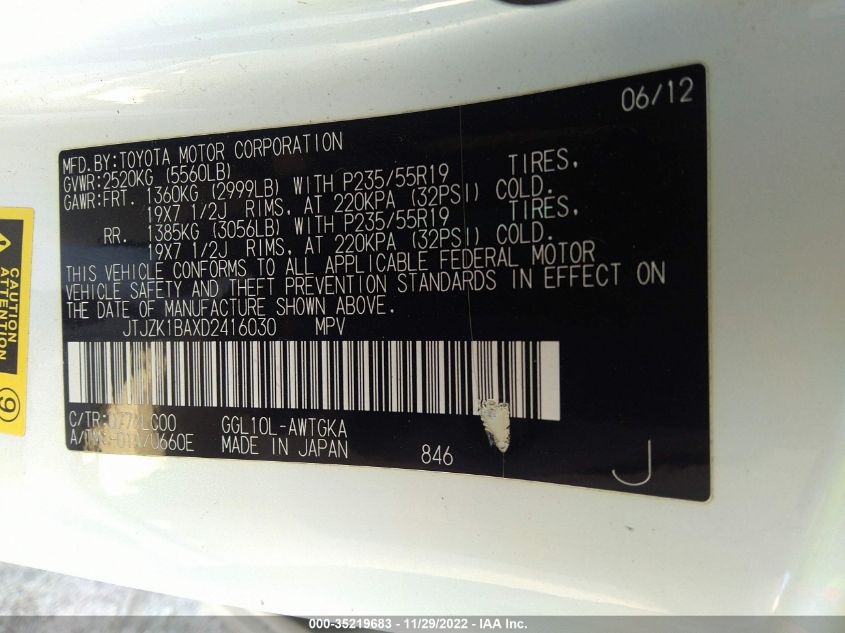 06/12
MFD.BY:TOYOTA MOTOR CORPORATION
GVWR:2520KG (5560LB)
GAWR:FRT. 1360KG (2999LB) WITH P235/55R19 TIRES,
19X7 1/2J RIMS, AT 220KPA (32PSI) COLD.
RR. 1385KG (3056LB) WITH P235/55R19 TIRES,
19X7 1/2J RIMS, AT 220KPA (32PSI) COLD.
THIS VEHICLE CONFORMS TO ALL APPLICABLE FEDERAL MOTOR
VEHICLE SAFETY AND THEFT PREVENTION STANDARDS IN EFFECT ON
THE DATE OF MANUFACTURE SHOWN ABOVE.
JTJZK1BAXD2416030 MPV
C/TR: GGL10L-AWTGKA
MADE IN JAPAN
846
J
CAUTION
ATTENTION
9
000-35219683 - 11/29/2022 - IAA Inc.